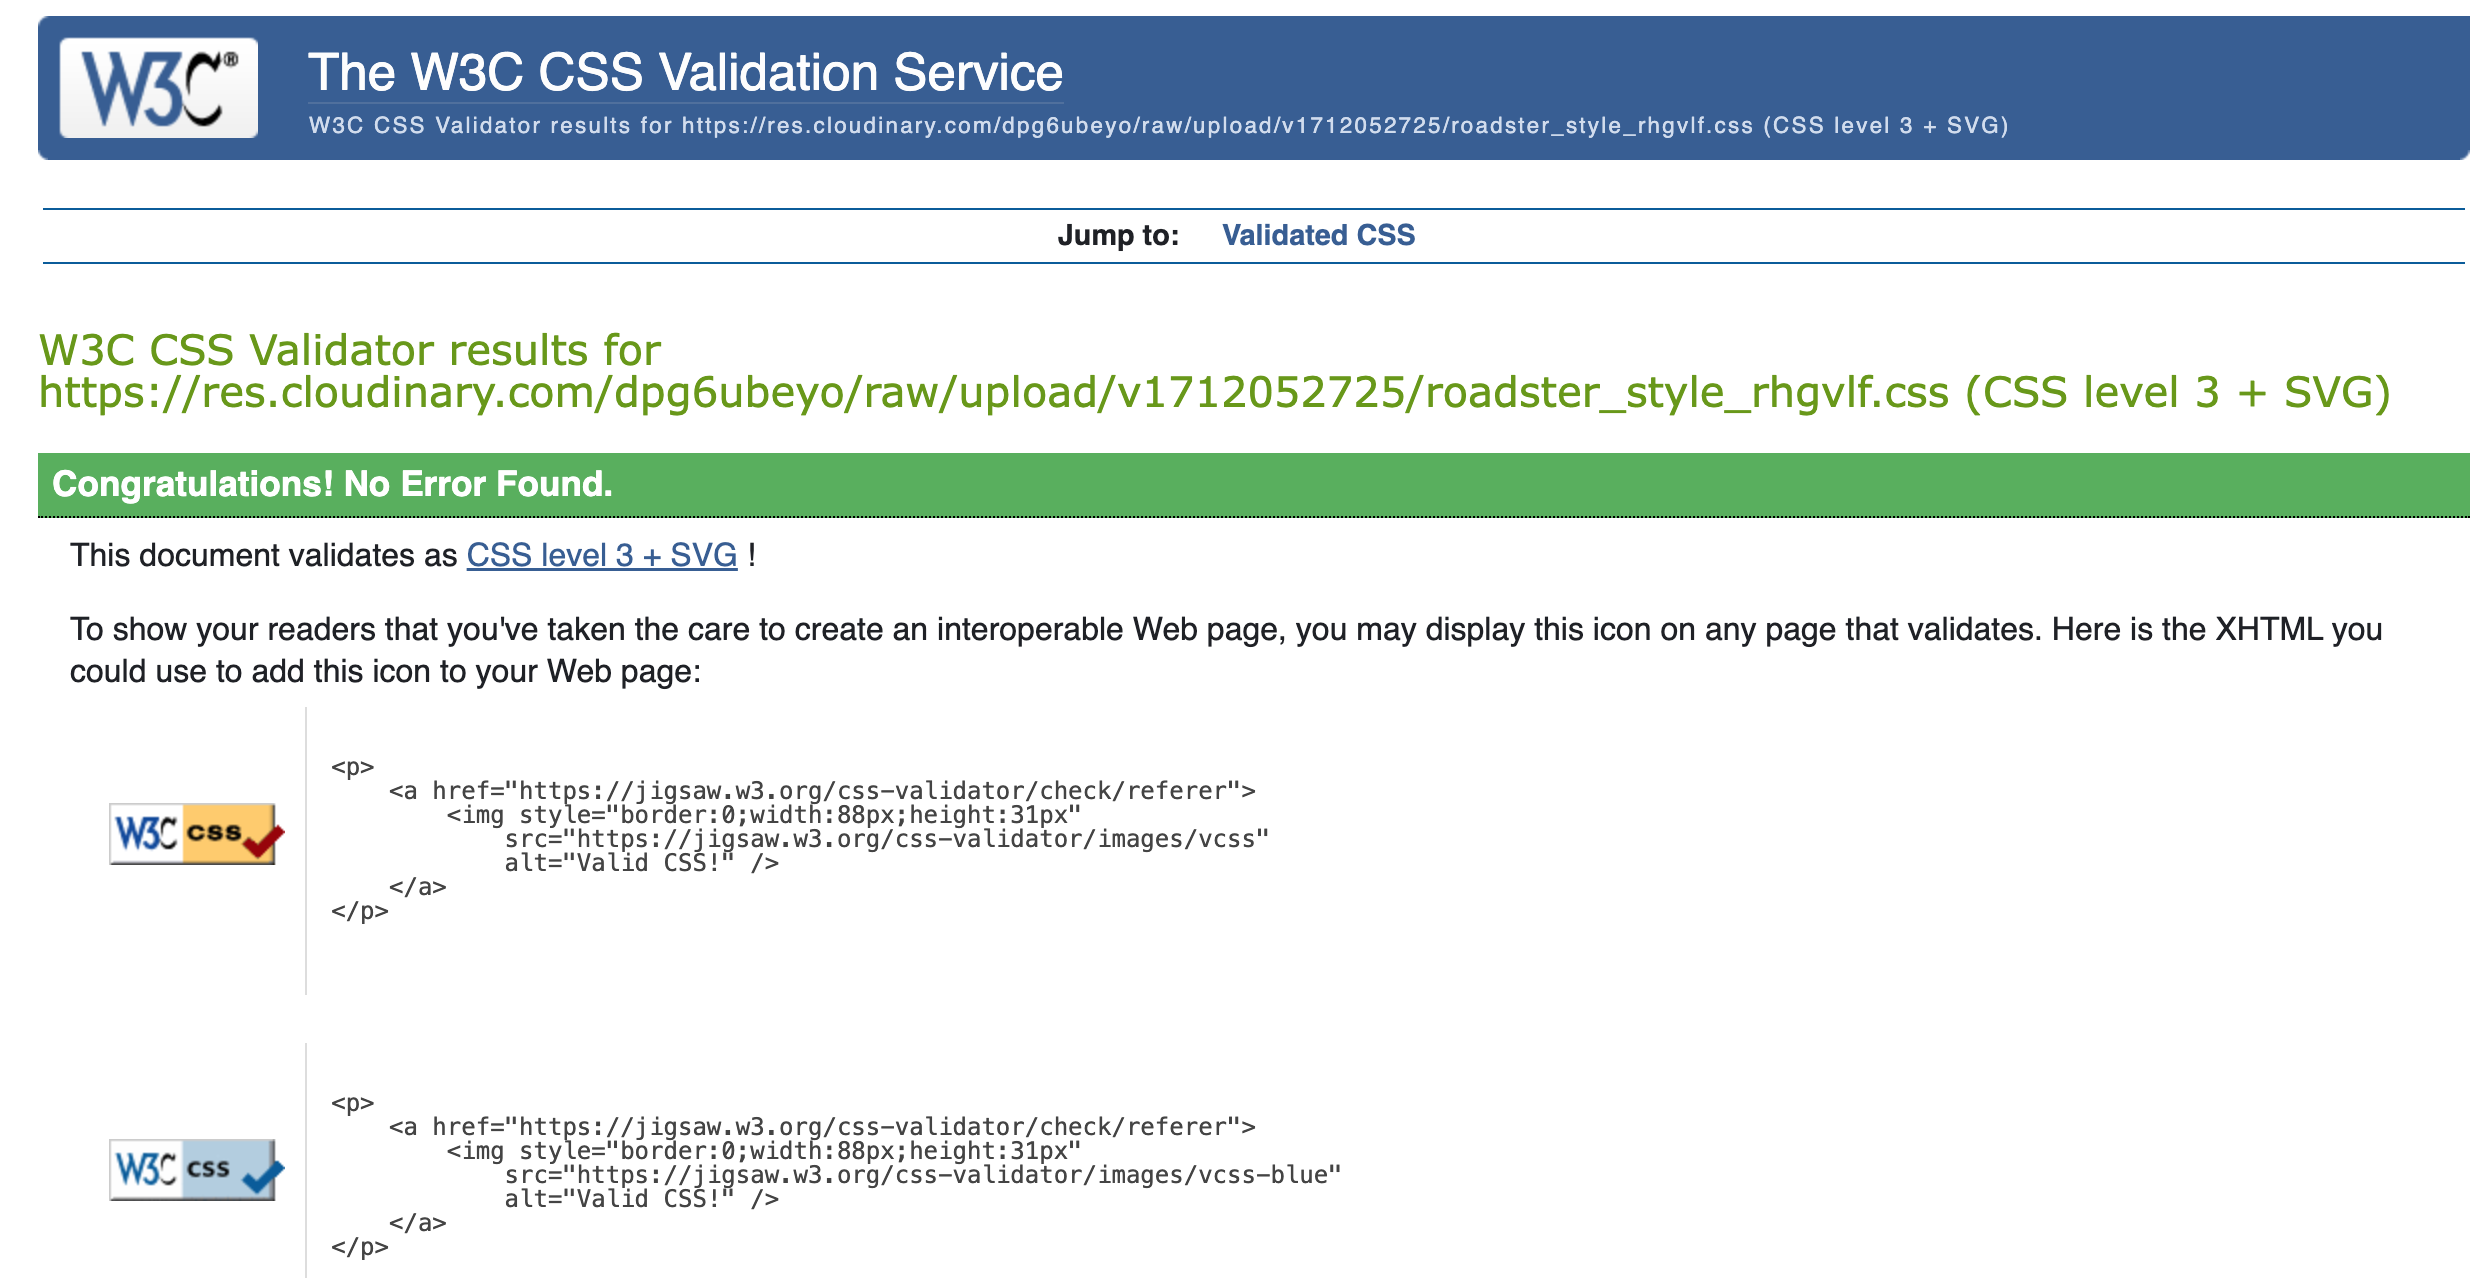 W3C®
The W3C CSS Validation Service
W3C CSS Validator results for https://res.cloudinary.com/dpg6ubeyo/raw/upload/v1712052725/roadster_style_rhgvlf.css (CSS level 3 + SVG)
Jump to: Validated CSS
W3C CSS Validator results for
https://res.cloudinary.com/dpg6ubeyo/raw/upload/v1712052725/roadster_style_rhgvlf.css (CSS level 3 + SVG)
Congratulations! No Error Found.
This document validates as CSS level 3 + SVG !
To show your readers that you've taken the care to create an interoperable Web page, you may display this icon on any page that validates. Here is the XHTML you
could use to add this icon to your Web page:
W3C css
<p>
    <a href="https://jigsaw.w3.org/css-validator/check/referer">
        <img style="border:0;width:88px;height:31px"
            src="https://jigsaw.w3.org/css-validator/images/vcss"
            alt="Valid CSS!" />
    </a>
</p>
W3C css
<p>
    <a href="https://jigsaw.w3.org/css-validator/check/referer">
        <img style="border:0;width:88px;height:31px"
            src="https://jigsaw.w3.org/css-validator/images/vcss-blue"
            alt="Valid CSS!" />
    </a>
</p>